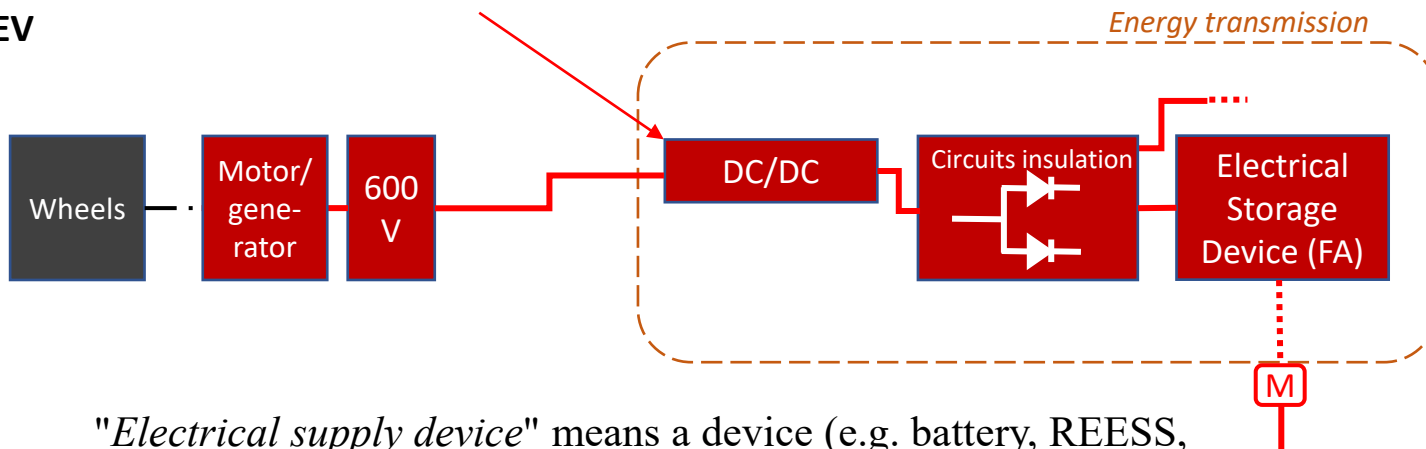 EV
Energy transmission
Wheels
Motor/
gene-
rator
600
V
DC/DC
Circuits insulation
Electrical
Storage
Device (FA)
M
"Electrical supply device" means a device (e.g. battery, REESS,